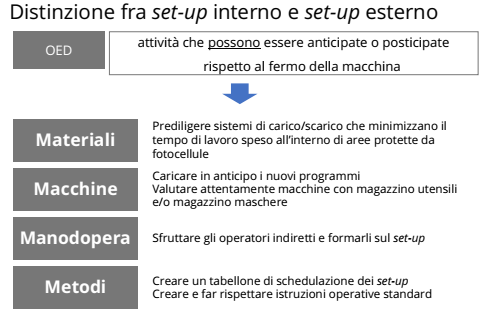 Distinzione fra set-up interno e set-up esterno
OED
attività che possono essere anticipate o posticipate
rispetto al fermo della macchina
Materiali
Prediligere sistemi di carico/scarico che minimizzano il
tempo di lavoro speso all'interno di aree protette da
fotocellule
Macchine
Caricare in anticipo i nuovi programmi
Valutare attentamente macchine con magazzino utensili
e/o magazzino maschere
Manodopera
Sfruttare gli operatori indiretti e formarli sul set-up
Metodi
Creare un tabellone di schedulazione dei set-up
Creare e far rispettare istruzioni operative standard